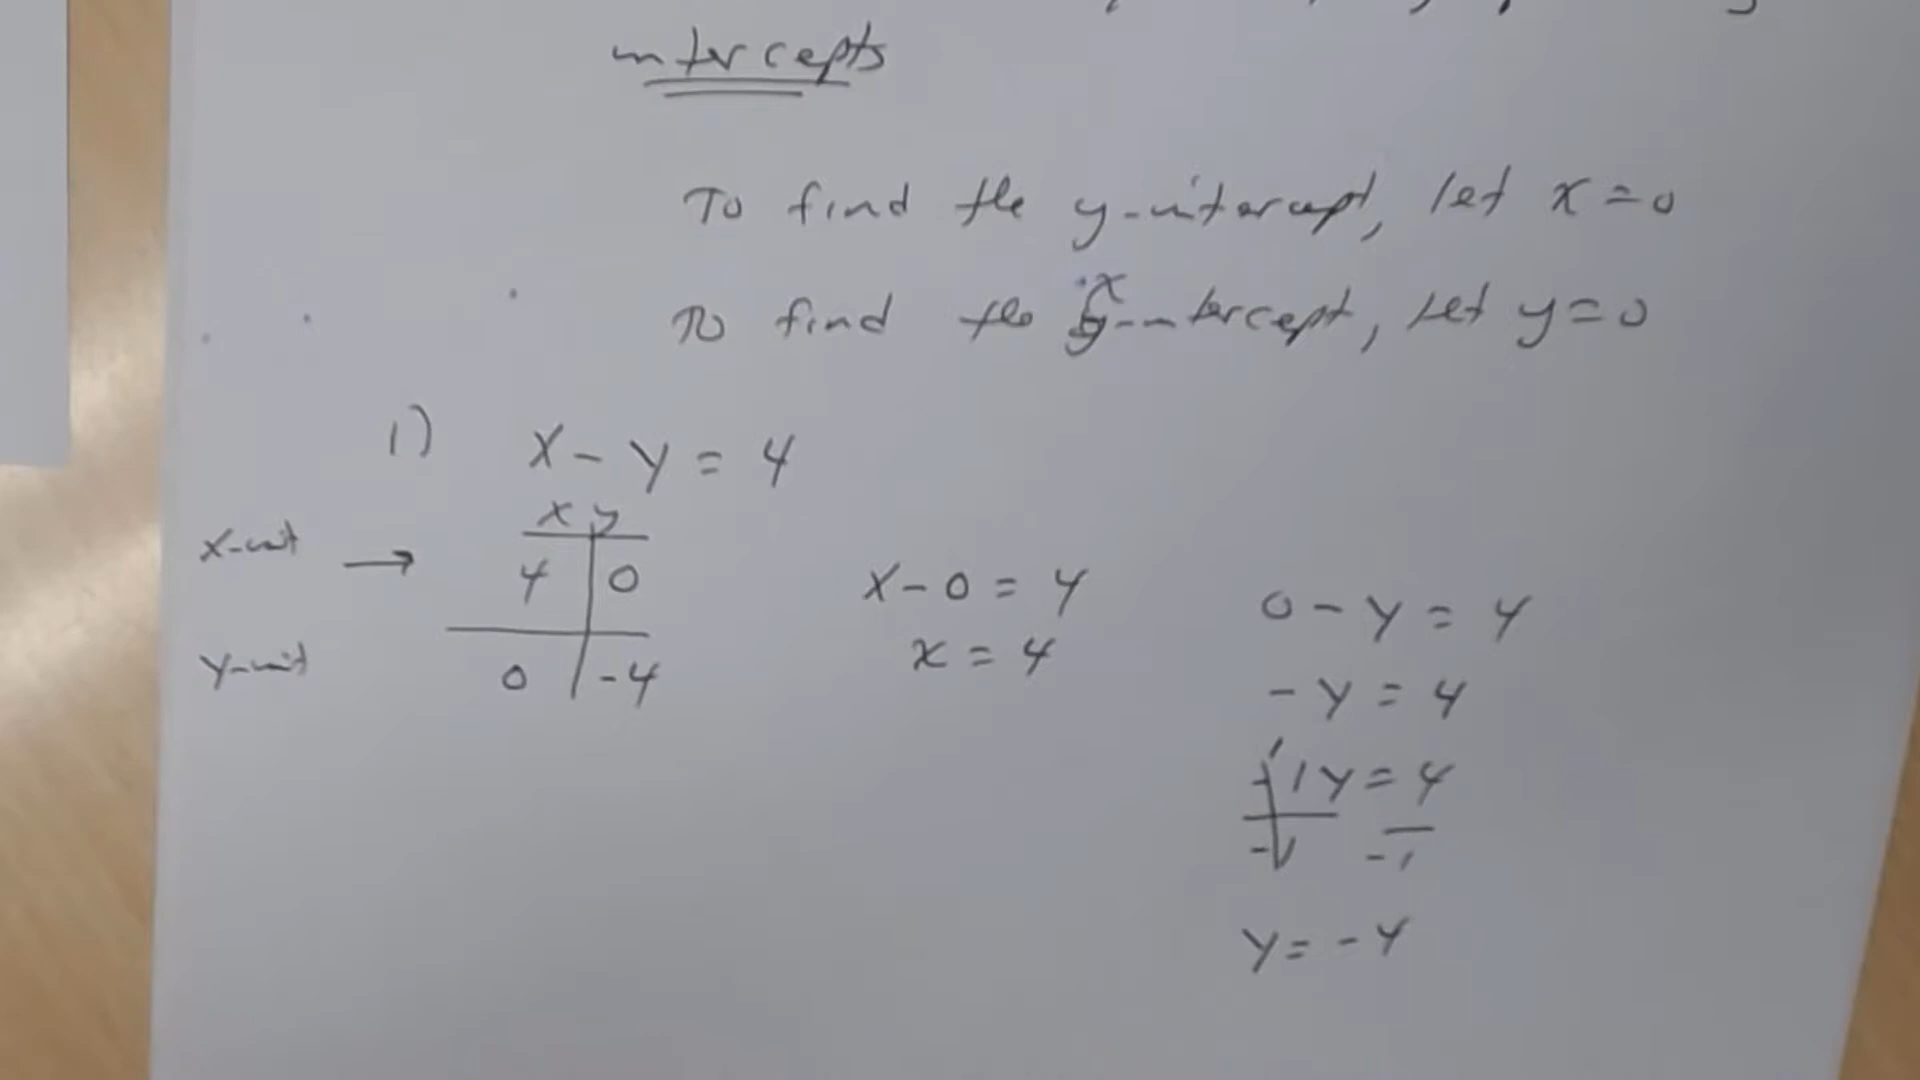 intercepts
To find the y-intercept, let x = 0
To find the x-intercept, let y = 0
1) x - y = 4
x y
x-int → 4 0
y-int 0 -4
x - 0 = 4
x = 4
0 - y = 4
- y = 4
-1y = 4
-1 -1
y = -4